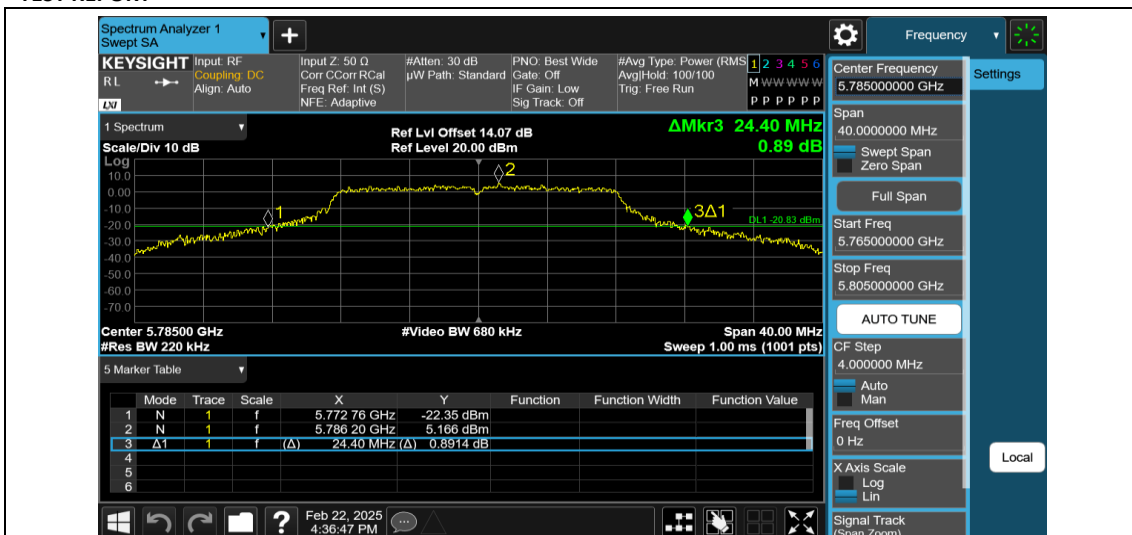 Spectrum Analyzer 1
Swept SA
Frequency
KEYSIGHT
RL
LXI
Input: RF
Coupling: DC
Align: Auto
Input Z: 50 Ω
Corr CCorr RCal
Freq Ref: Int (S)
NFE: Adaptive
#Atten: 30 dB
µW Path: Standard
PNO: Best Wide
Gate: Off
IF Gain: Low
Sig Track: Off
#Avg Type: Power (RMS
Avg|Hold: 100/100
Trig: Free Run
1 2 3 4 5 6
M W W W W W
P P P P P P
1 Spectrum
Scale/Div 10 dB
Ref Lvl Offset 14.07 dB
Ref Level 20.00 dBm
ΔMkr3 24.40 MHz
0.89 dB
Log
10.0
0.00
-10.0
-20.0
-30.0
-40.0
-50.0
-60.0
-70.0
1
2
3Δ1
DL1 -20.83 dBm
Center 5.78500 GHz
#Res BW 220 kHz
#Video BW 680 kHz
Span 40.00 MHz
Sweep 1.00 ms (1001 pts)
5 Marker Table
Mode Trace Scale X Y Function Function Width Function Value
1 N 1 f 5.772 76 GHz -22.35 dBm
2 N 1 f 5.786 20 GHz 5.166 dBm
3 Δ1 1 f (Δ) 24.40 MHz (Δ) 0.8914 dB
4
5
6
Feb 22, 2025
4:36:47 PM
Center Frequency
5.785000000 GHz
Span
40.0000000 MHz
Swept Span
Zero Span
Full Span
Start Freq
5.765000000 GHz
Stop Freq
5.805000000 GHz
AUTO TUNE
CF Step
4.000000 MHz
Auto
Man
Freq Offset
0 Hz
X Axis Scale
Log
Lin
Signal Track
(Span Zoom)
Settings
Local